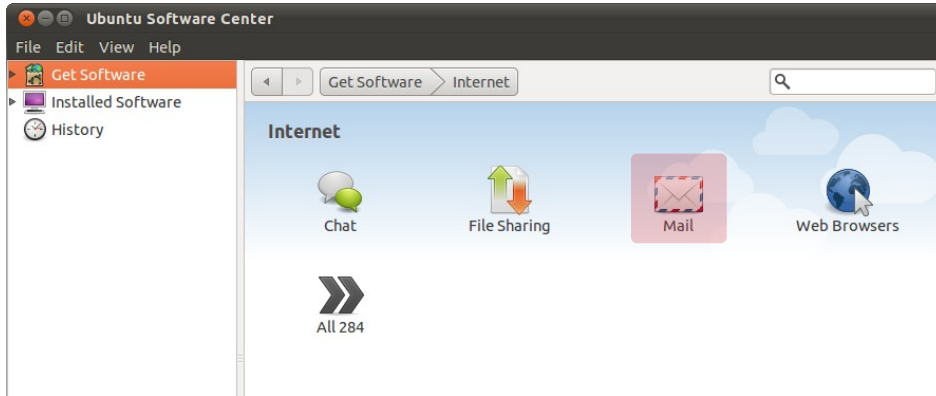 Ubuntu Software Center
File Edit View Help
Get Software
Installed Software
History
Get Software Internet
Internet
Chat File Sharing Mail Web Browsers
All 284